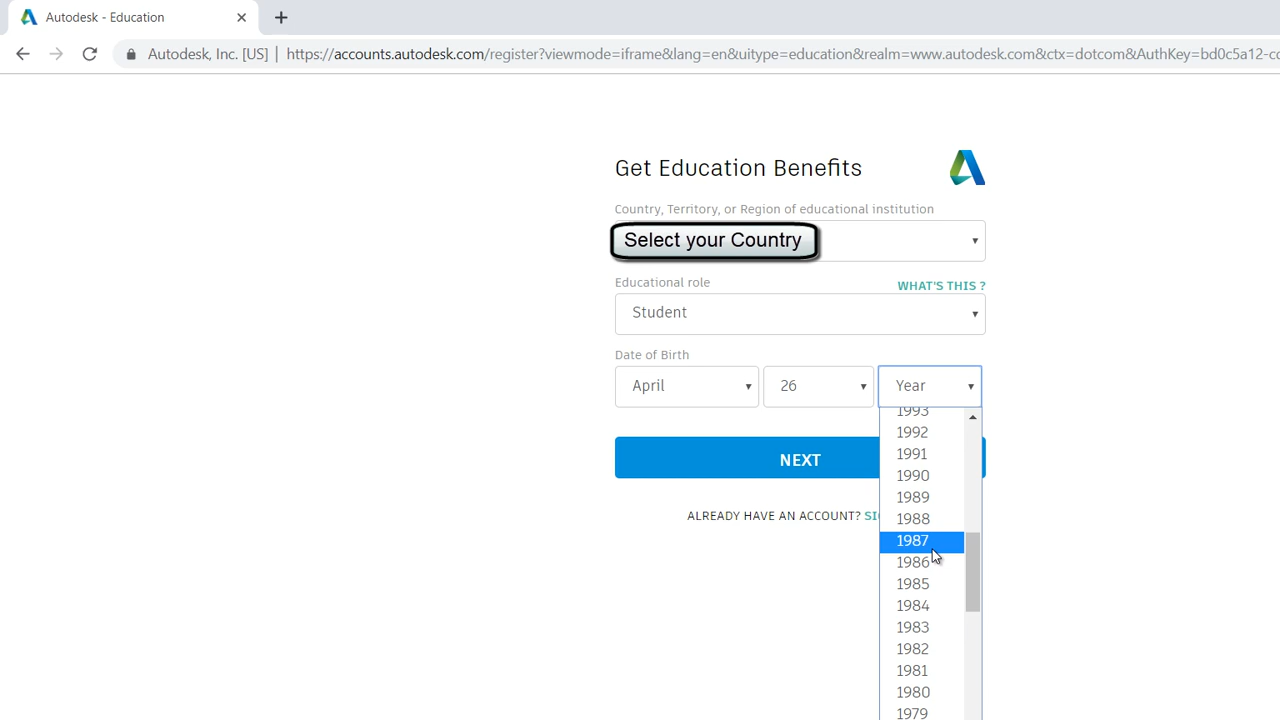 Autodesk - Education
Autodesk, Inc. [US] | https://accounts.autodesk.com/register?viewmode=iframe&lang=en&uitype=education&realm=www.autodesk.com&ctx=dotcom&AuthKey=bd0c5a12-cc
Get Education Benefits
Country, Territory, or Region of educational institution
Select your Country
Educational role WHAT'S THIS ?
Student
Date of Birth
April 26 Year
1993
1992
1991
NEXT
1990
1989
ALREADY HAVE AN ACCOUNT? SI
1988
1987
1986
1985
1984
1983
1982
1981
1980
1979